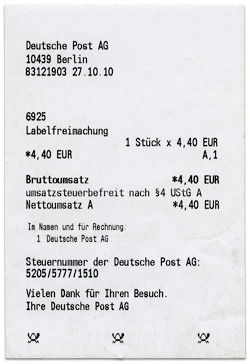 Deutsche Post AG
10439 Berlin
83121903 27.10.10
6925
Labelfreimachung
1 Stück x 4,40 EUR
*4,40 EUR A,1
Bruttoumsatz *4,40 EUR
umsatzsteuerbefreit nach §4 UStG A
Nettoumsatz A *4,40 EUR
Im Namen und für Rechnung:
1 Deutsche Post AG
Steuernummer der Deutsche Post AG:
5205/5777/1510
Vielen Dank für Ihren Besuch.
Ihre Deutsche Post AG